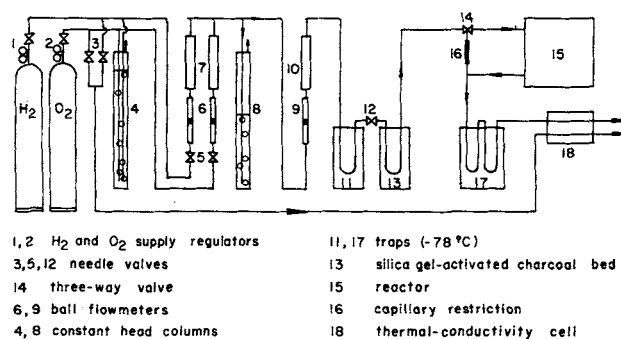 1
2
3
14
H2
O2
4
7
6
5
8
10
9
12
11
13
16
15
17
18
1,2 H2 and O2 supply regulators
3,5,12 needle valves
14 three-way valve
6,9 ball flowmeters
4,8 constant head columns
11,17 traps (-78 °C)
13 silica gel-activated charcoal bed
15 reactor
16 capillary restriction
18 thermal-conductivity cell